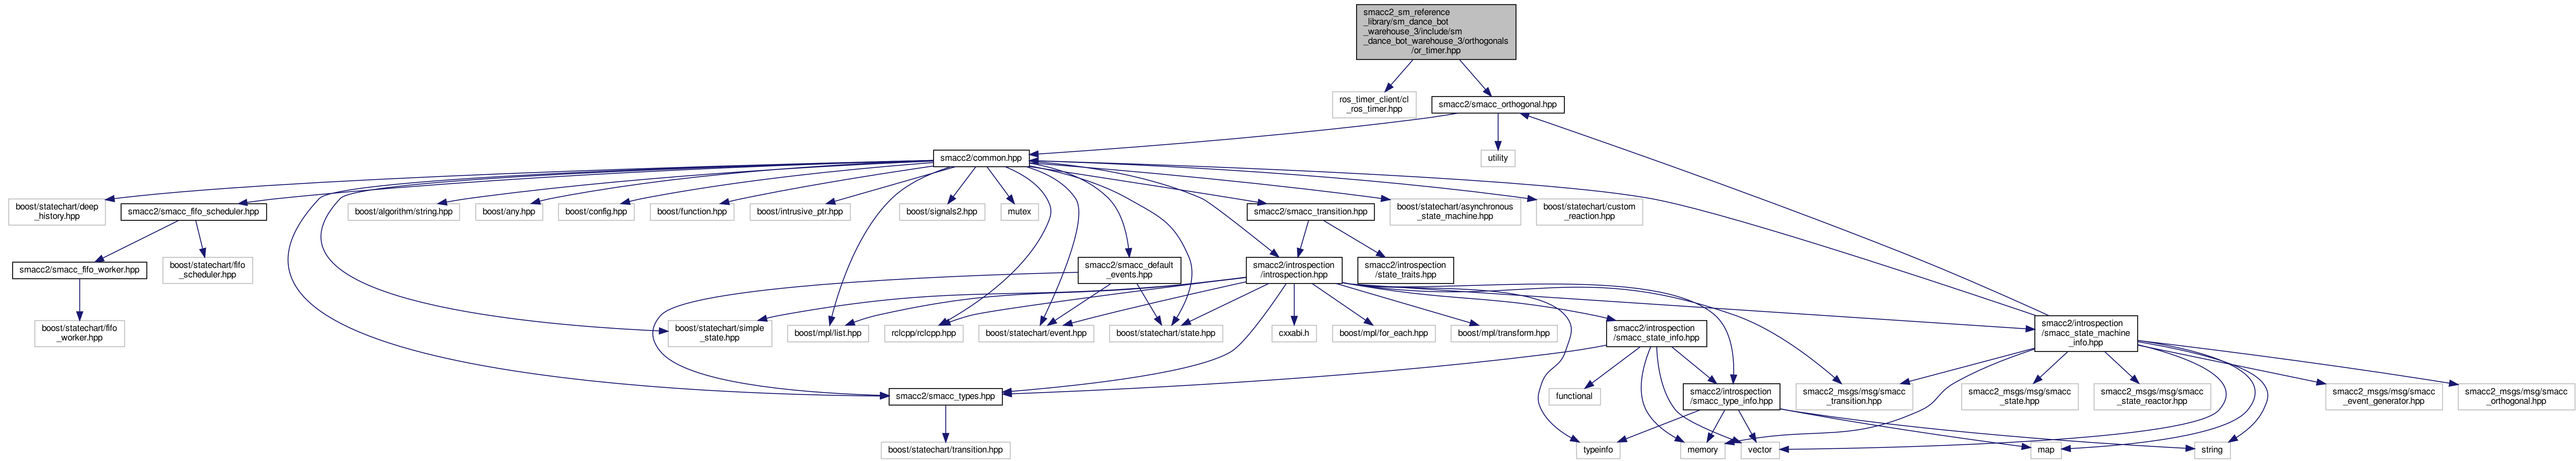 smacc2_sm_reference
_library/sm_dance_bot
_warehouse_3/include/sm
_dance_bot_warehouse_3/orthogonals
/or_timer.hpp
ros_timer_client/cl
_ros_timer.hpp
smacc2/smacc_orthogonal.hpp
smacc2/common.hpp
utility
boost/statechart/deep
_history.hpp
smacc2/smacc_fifo_scheduler.hpp
boost/algorithm/string.hpp
boost/any.hpp
boost/config.hpp
boost/function.hpp
boost/intrusive_ptr.hpp
boost/signals2.hpp
mutex
smacc2/smacc_transition.hpp
boost/statechart/asynchronous
_state_machine.hpp
boost/statechart/custom
_reaction.hpp
smacc2/smacc_fifo_worker.hpp
boost/statechart/fifo
_scheduler.hpp
smacc2/smacc_default
_events.hpp
smacc2/introspection
/introspection.hpp
smacc2/introspection
/state_traits.hpp
boost/statechart/fifo
_worker.hpp
boost/statechart/simple
_state.hpp
boost/mpl/list.hpp
rclcpp/rclcpp.hpp
boost/statechart/event.hpp
boost/statechart/state.hpp
cxxabi.h
boost/mpl/for_each.hpp
boost/mpl/transform.hpp
smacc2/introspection
/smacc_state_info.hpp
smacc2/introspection
/smacc_state_machine
_info.hpp
smacc2/smacc_types.hpp
functional
smacc2/introspection
/smacc_type_info.hpp
smacc2_msgs/msg/smacc
_transition.hpp
smacc2_msgs/msg/smacc
_state.hpp
smacc2_msgs/msg/smacc
_state_reactor.hpp
smacc2_msgs/msg/smacc
_event_generator.hpp
smacc2_msgs/msg/smacc
_orthogonal.hpp
boost/statechart/transition.hpp
typeinfo
memory
vector
map
string